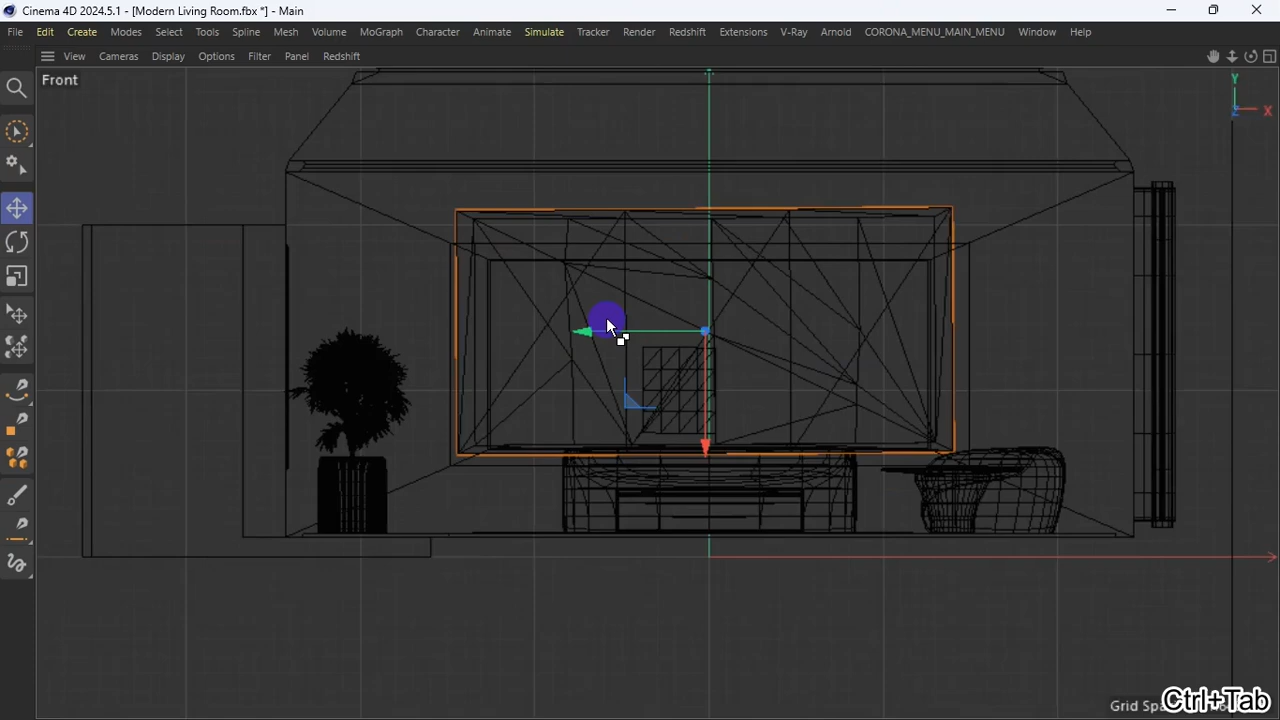 Cinema 4D 2024.5.1 - [Modern Living Room.fbx *] - Main
File Edit Create Modes Select Tools Spline Mesh Volume MoGraph Character Animate Simulate Tracker Render Redshift Extensions V-Ray Arnold CORONA_MENU_MAIN_MENU Window Help
View Cameras Display Options Filter Panel Redshift
Front
Y
Z X
Grid
Ctrl+Tab